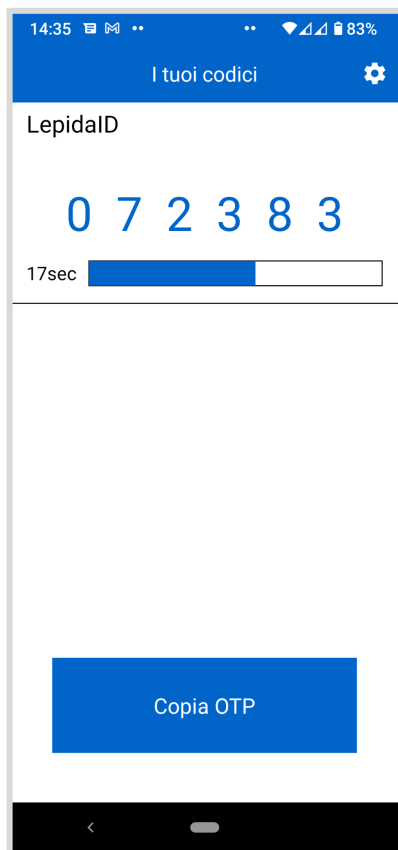 14:35 83%
I tuoi codici
LepidaID
0 7 2 3 8 3
17sec
Copia OTP